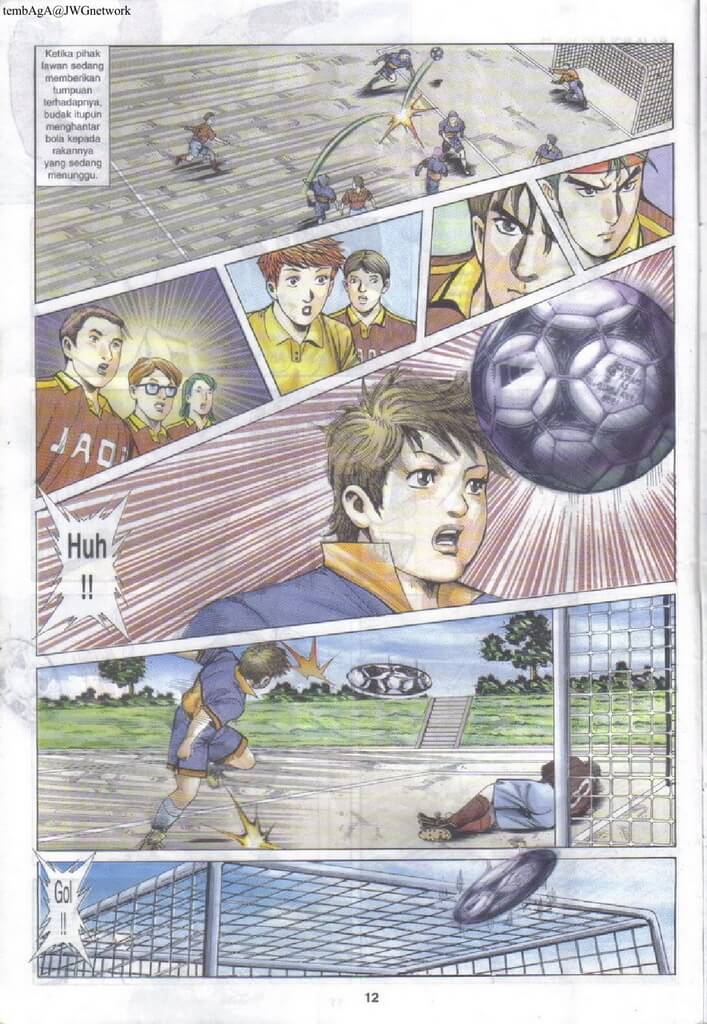 tembAgA@JWGnetwork
Ketika pihak
lawan sedang
memberikan
tumpuan
terhadapnya,
budak itupun
menghantar
bola kepada
rakannya
yang sedang
menunggu.
JAOH
Huh
!!
Gol
!!
12